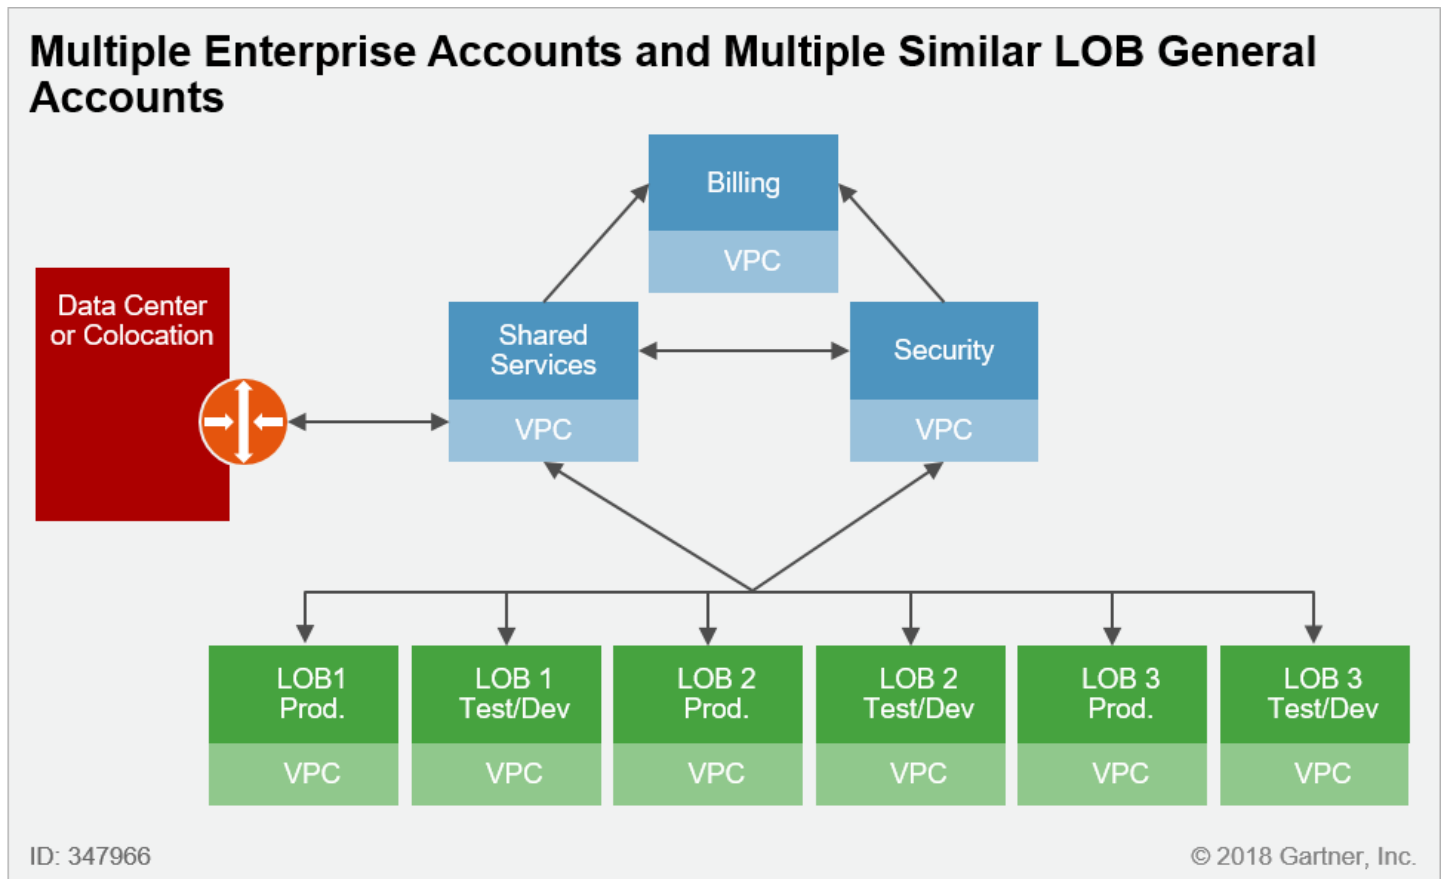 Multiple Enterprise Accounts and Multiple Similar LOB General
Accounts
Billing
VPC
Data Center
or Colocation
Shared
Services
VPC
Security
VPC
LOB1
Prod.
VPC
LOB 1
Test/Dev
VPC
LOB 2
Prod.
VPC
LOB 2
Test/Dev
VPC
LOB 3
Prod.
VPC
LOB 3
Test/Dev
VPC
ID: 347966
© 2018 Gartner, Inc.